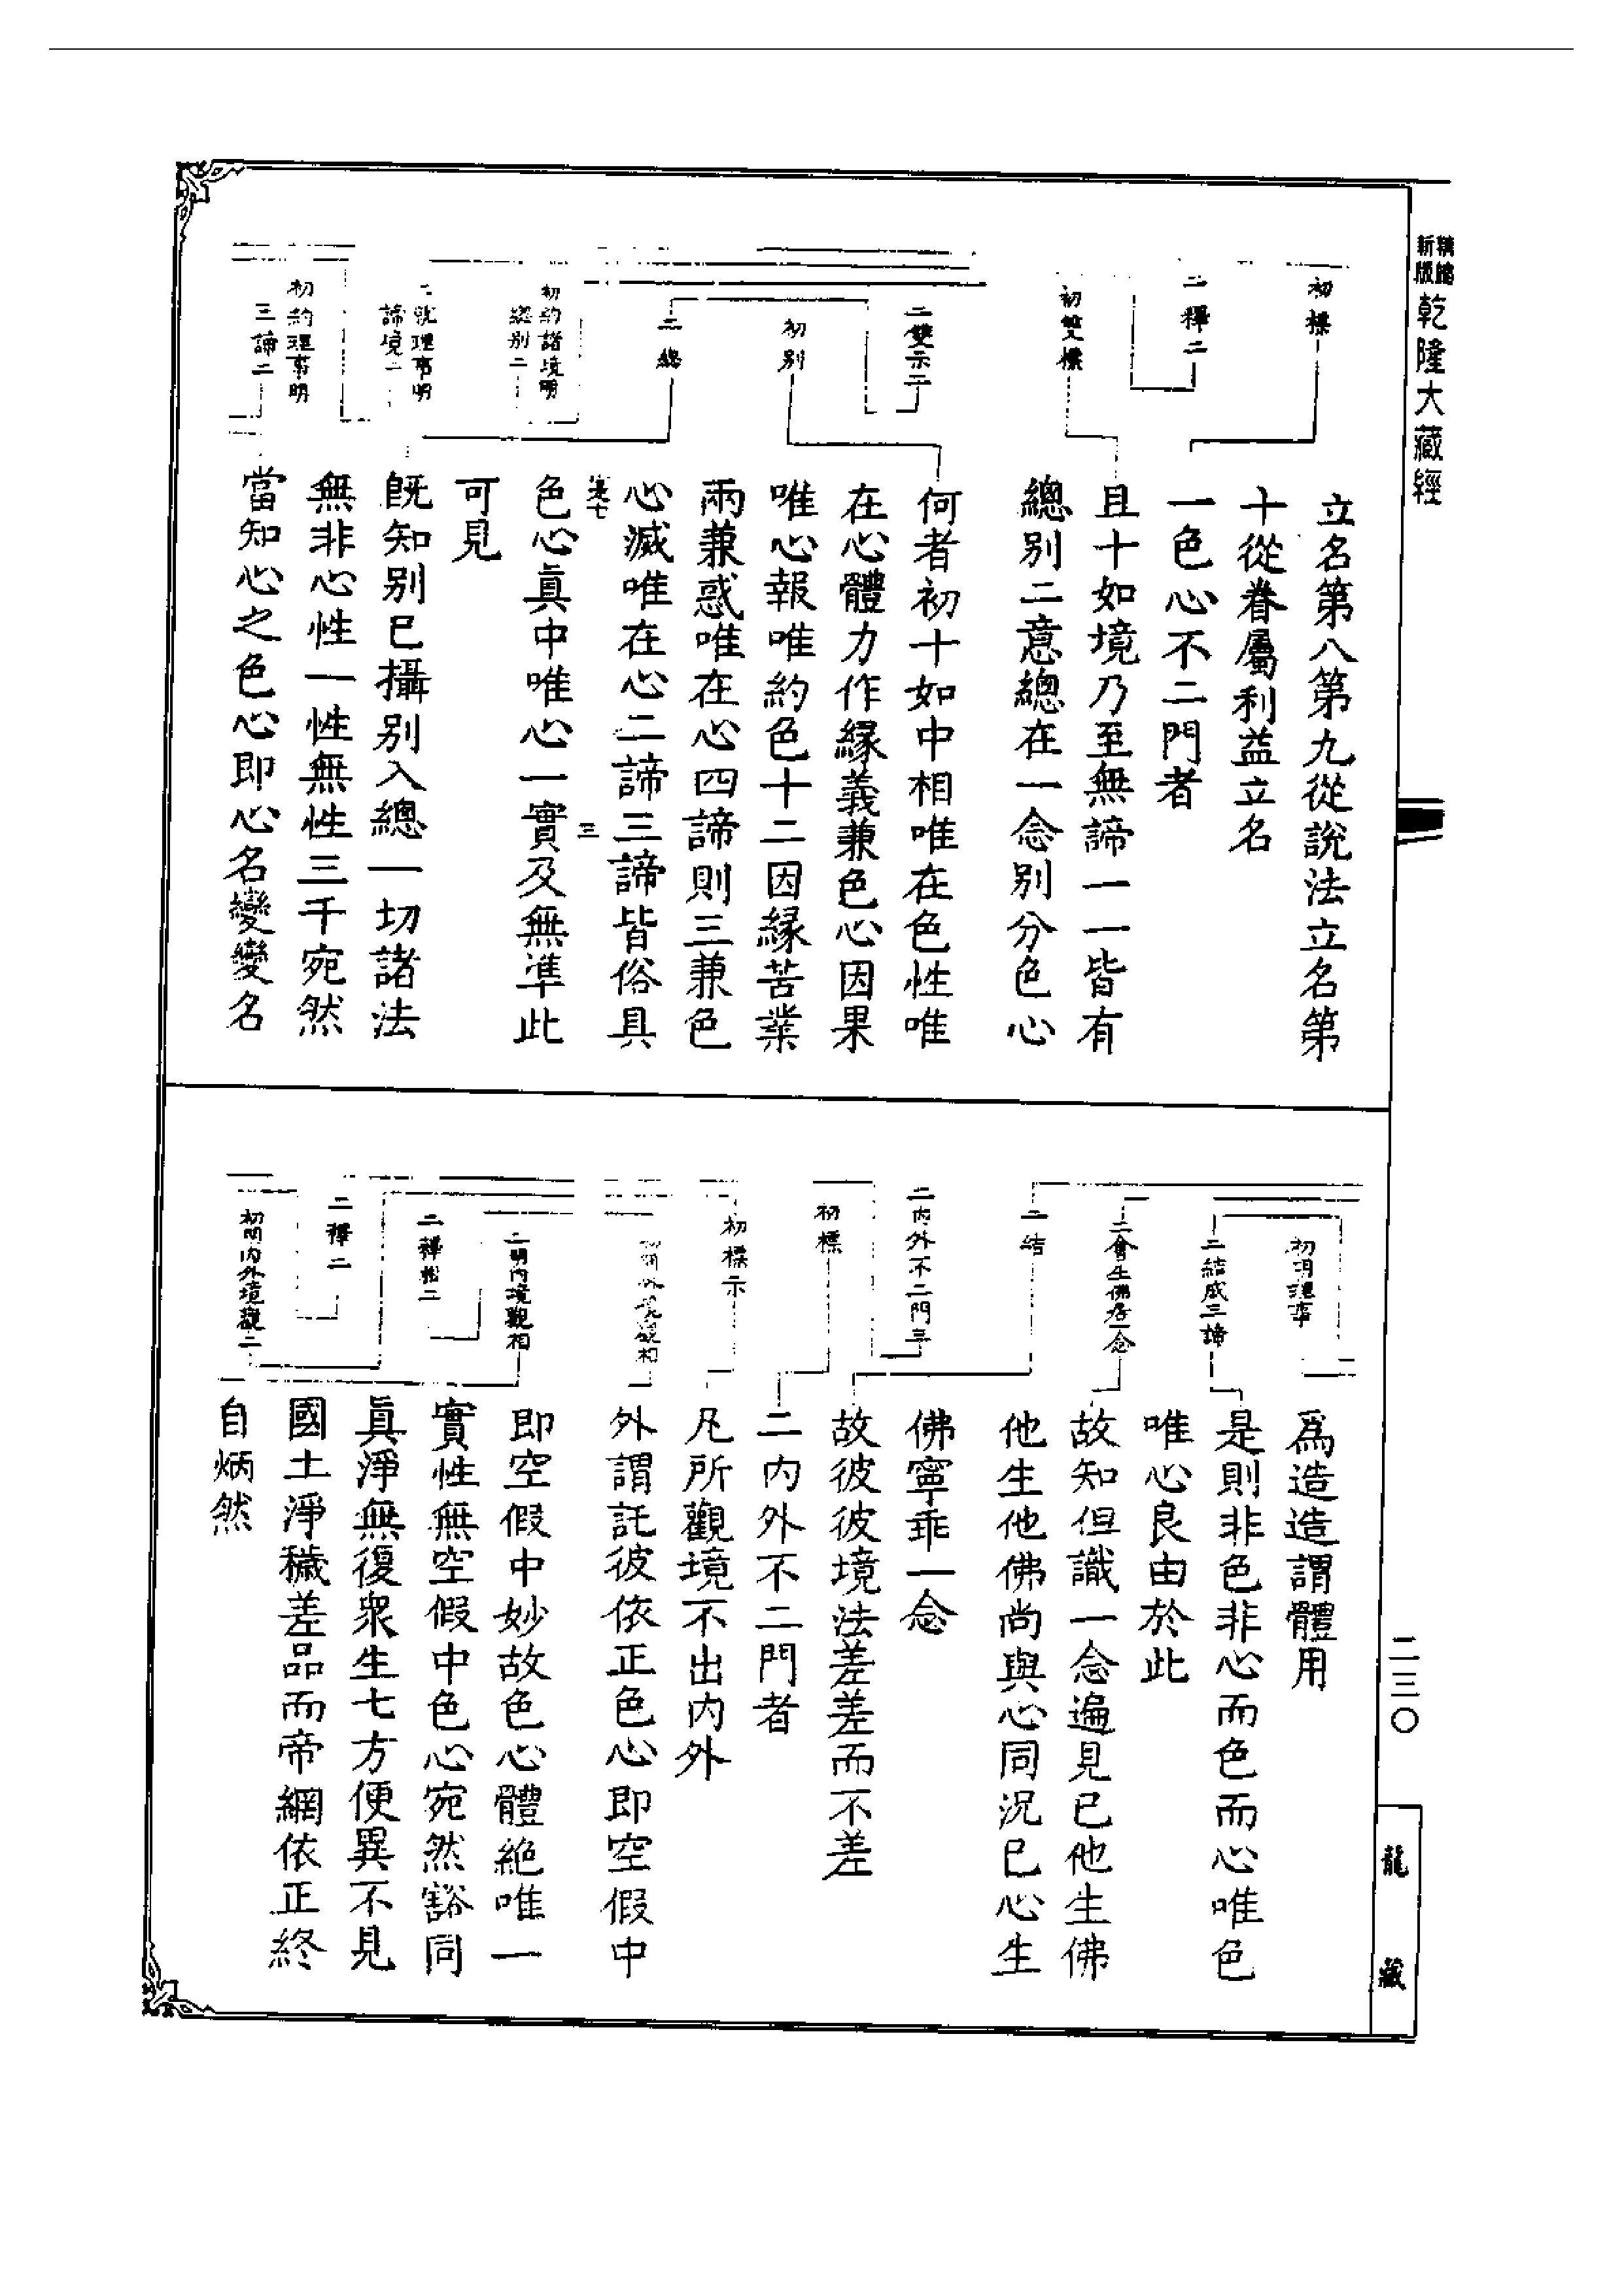 精縮
新版
乾隆大藏經
初標
二釋二
初雙標
二雙示二
初別
二總
初約諸境明
總別二
就理事明
諦境二
初約理事明
三諦二
立名第八第九從說法立名第
十從眷屬利益立名
一色心不二門者
且十如境乃至無諦一一皆有
總別二意總在一念別分色心
何者初十如中相唯在色性唯
在心體力作緣義兼色心因果
唯心報唯約色十二因緣苦業
兩兼惑唯在心四諦則三兼色
心滅唯在心二諦三諦皆俗具
三
色心眞中唯心一實及無準此
可見
旣知別已攝別入總一切諸法
無非心性一性無性三千宛然
當知心之色心即心名變變名
二三〇
龍藏
初明理事
二結成三諦
二會生佛居一念
二結
二內外不二門三
初標
初標示
初明外境觀相
二明內境觀相
二釋相二
二釋二
初明內外境觀二
爲造造謂體用
是則非色非心而色而心唯色
唯心良由於此
故知但識一念遍見已他生佛
他生他佛尚與心同況已心生
佛寧乖一念
故彼彼境法差差而不差
二內外不二門者
凡所觀境不出內外
外謂託彼依正色心即空假中
即空假中妙故色心體絕唯一
實性無空假中色心宛然豁同
眞淨無復衆生七方便異不見
國土淨穢差品而帝網依正終
自炳然